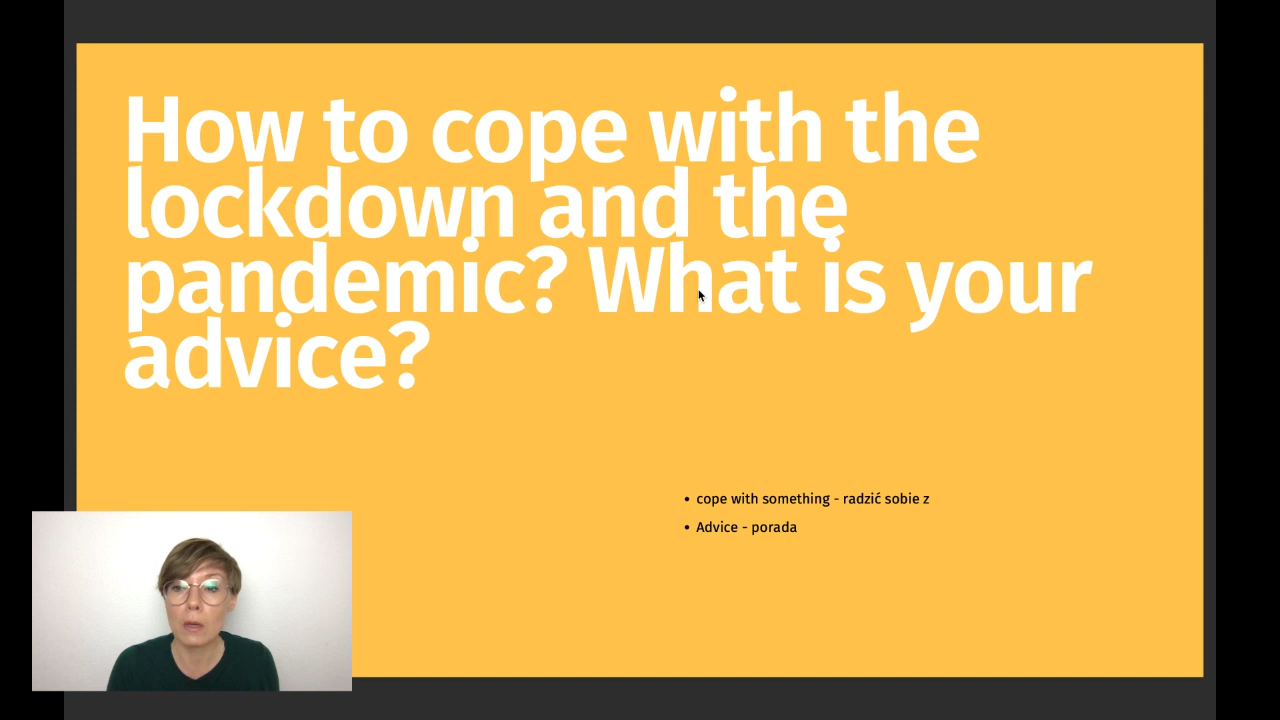 How to cope with the
lockdown and the
pandemic? What is your
advice?
• cope with something - radzić sobie z
• Advice - porada